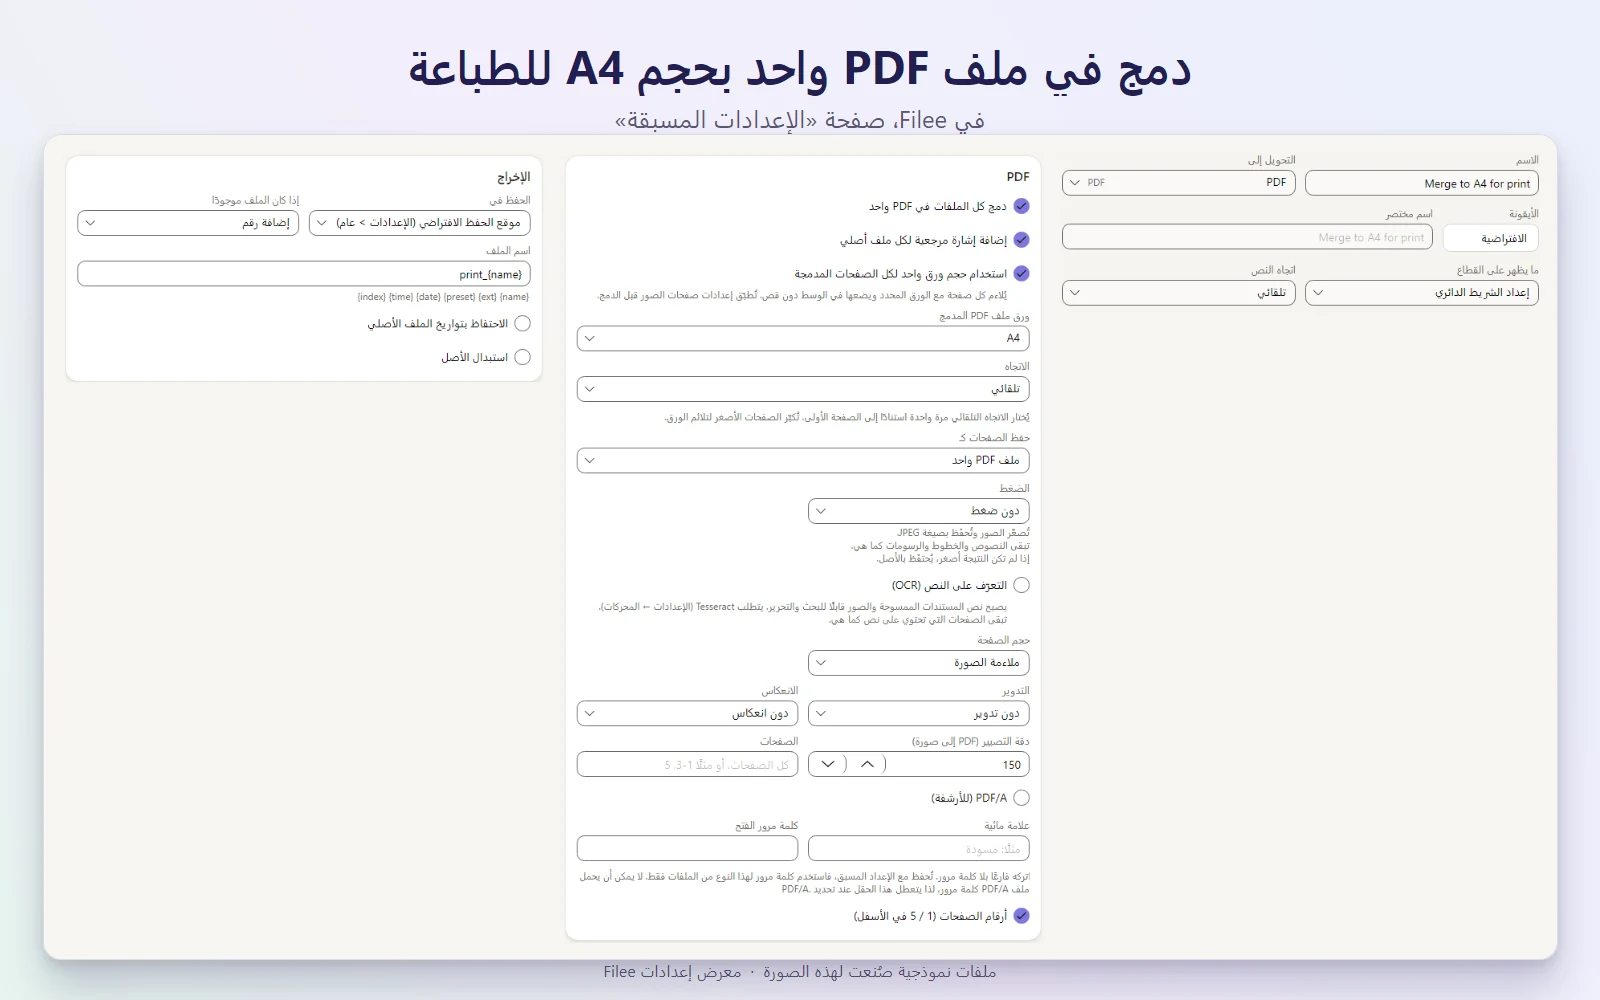 دمج في ملف PDF واحد بحجم A4 للطباعة
في Filee، صفحة «الإعدادات المسبقة»
الاسم
التحويل إلى
Merge to A4 for print
PDF
PDF
الأيقونة
اسم مختصر
الافتراضية
Merge to A4 for print
ما يظهر على القطاع
اتجاه النص
إعداد الشريط الدائري
تلقائي
PDF
دمج كل الملفات في PDF واحد
إضافة إشارة مرجعية لكل ملف أصلي
استخدام حجم ورق واحد لكل الصفحات المدمجة
يُلاءم كل صفحة مع الورق المحدد ويضعها في الوسط دون قص. تُطبَّق إعدادات صفحات الصور قبل الدمج.
ورق ملف PDF المدمج
A4
الاتجاه
تلقائي
يُختار الاتجاه التلقائي مرة واحدة استنادًا إلى الصفحة الأولى. تُكبَّر الصفحات الأصغر لتلائم الورق.
حفظ الصفحات كـ
ملف PDF واحد
الضغط
دون ضغط
تُصغَّر الصور وتُحفَظ بصيغة JPEG
تبقى النصوص والخطوط والرسومات كما هي.
إذا لم تكن النتيجة أصغر، يُحتفَظ بالأصل.
التعرّف على النص (OCR)
يصبح نص المستندات الممسوحة والصور قابلًا للبحث والتحرير. يتطلب Tesseract (الإعدادات ← المحركات).
تبقى الصفحات التي تحتوي على نص كما هي.
حجم الصفحة
ملاءمة الصورة
التدوير
الانعكاس
دون تدوير
دون انعكاس
دقة التصيير (PDF إلى صورة)
الصفحات
150
كل الصفحات، أو مثلًا 1-3، 5
PDF/A (للأرشفة)
علامة مائية
كلمة مرور الفتح
مثلًا: مسودة
اتركه فارغًا بلا كلمة مرور. تُحفظ مع الإعداد المسبق، فاستخدم كلمة مرور لهذا النوع من الملفات فقط. لا يمكن أن يحمل
ملف PDF/A كلمة مرور، لذا يتعطل هذا الحقل عند تحديد PDF/A.
أرقام الصفحات (1 / 5 في الأسفل)
الإخراج
الحفظ في
إذا كان الملف موجودًا
موقع الحفظ الافتراضي (الإعدادات > عام)
إضافة رقم
اسم الملف
print_{name}
{name} {ext} {preset} {date} {time} {index}
الاحتفاظ بتواريخ الملف الأصلي
استبدال الأصل
ملفات نموذجية صُنعت لهذه الصورة · معرض إعدادات Filee